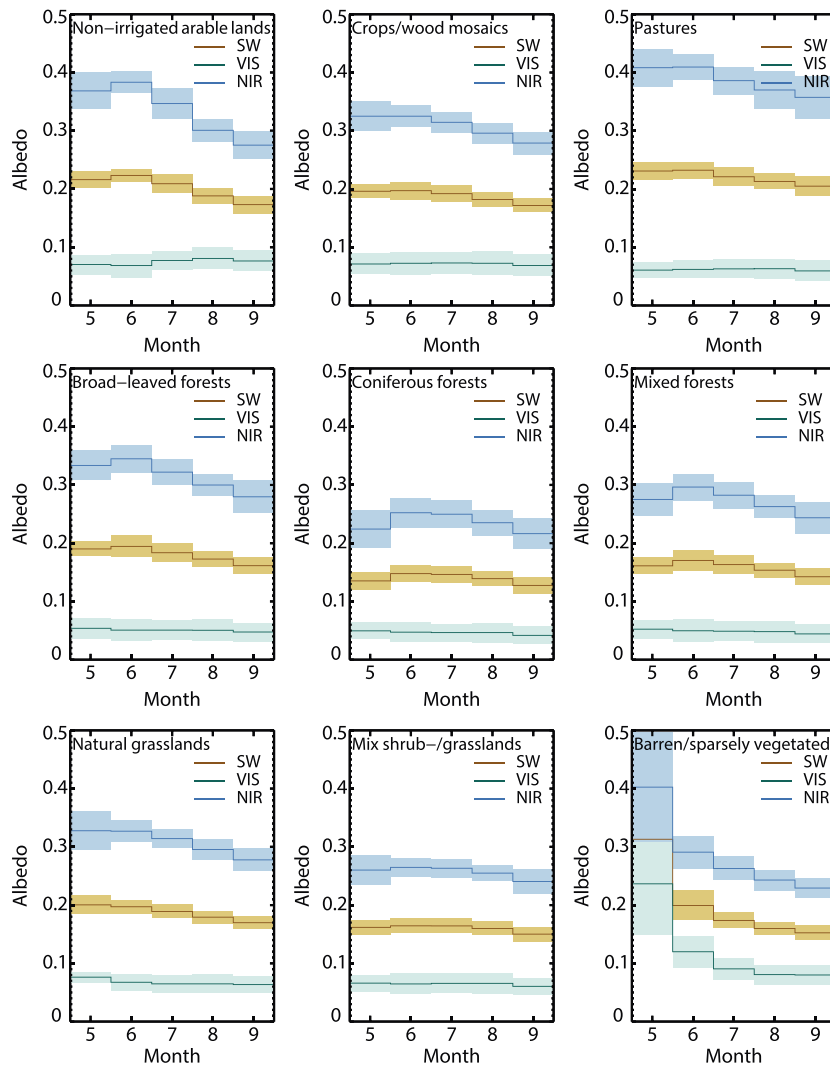 Non−irrigated arable lands
SW
VIS
NIR
0.5
0.4
0.3
0.2
0.1
0
Albedo
5 6 7 8 9
Month
Crops/wood mosaics
SW
VIS
NIR
0.5
0.4
0.3
0.2
0.1
0
Albedo
5 6 7 8 9
Month
Pastures
SW
VIS
NIR
0.5
0.4
0.3
0.2
0.1
0
Albedo
5 6 7 8 9
Month
Broad−leaved forests
SW
VIS
NIR
0.5
0.4
0.3
0.2
0.1
0
Albedo
5 6 7 8 9
Month
Coniferous forests
SW
VIS
NIR
0.5
0.4
0.3
0.2
0.1
0
Albedo
5 6 7 8 9
Month
Mixed forests
SW
VIS
NIR
0.5
0.4
0.3
0.2
0.1
0
Albedo
5 6 7 8 9
Month
Natural grasslands
SW
VIS
NIR
0.5
0.4
0.3
0.2
0.1
0
Albedo
5 6 7 8 9
Month
Mix shrub−/grasslands
SW
VIS
NIR
0.5
0.4
0.3
0.2
0.1
0
Albedo
5 6 7 8 9
Month
Barren/sparsely vegetated
SW
VIS
NIR
0.5
0.4
0.3
0.2
0.1
0
Albedo
5 6 7 8 9
Month